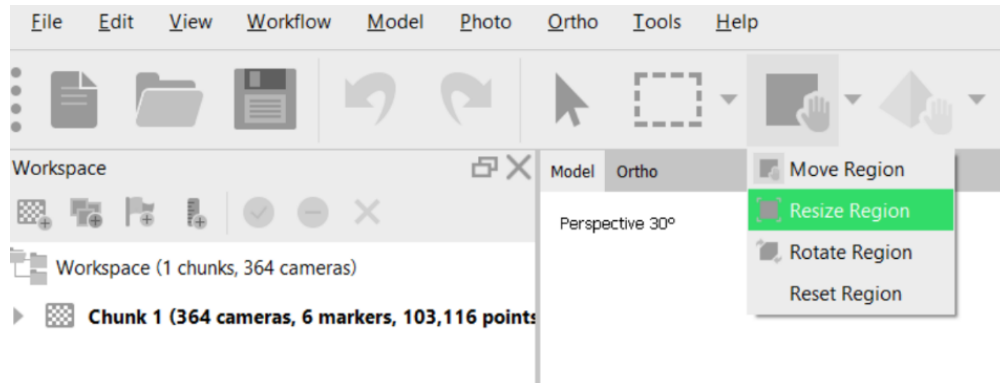 File Edit View Workflow Model Photo Ortho Tools Help
Workspace
Model Ortho
Perspective 30°
Move Region
Resize Region
Rotate Region
Reset Region
Workspace (1 chunks, 364 cameras)
Chunk 1 (364 cameras, 6 markers, 103,116 points